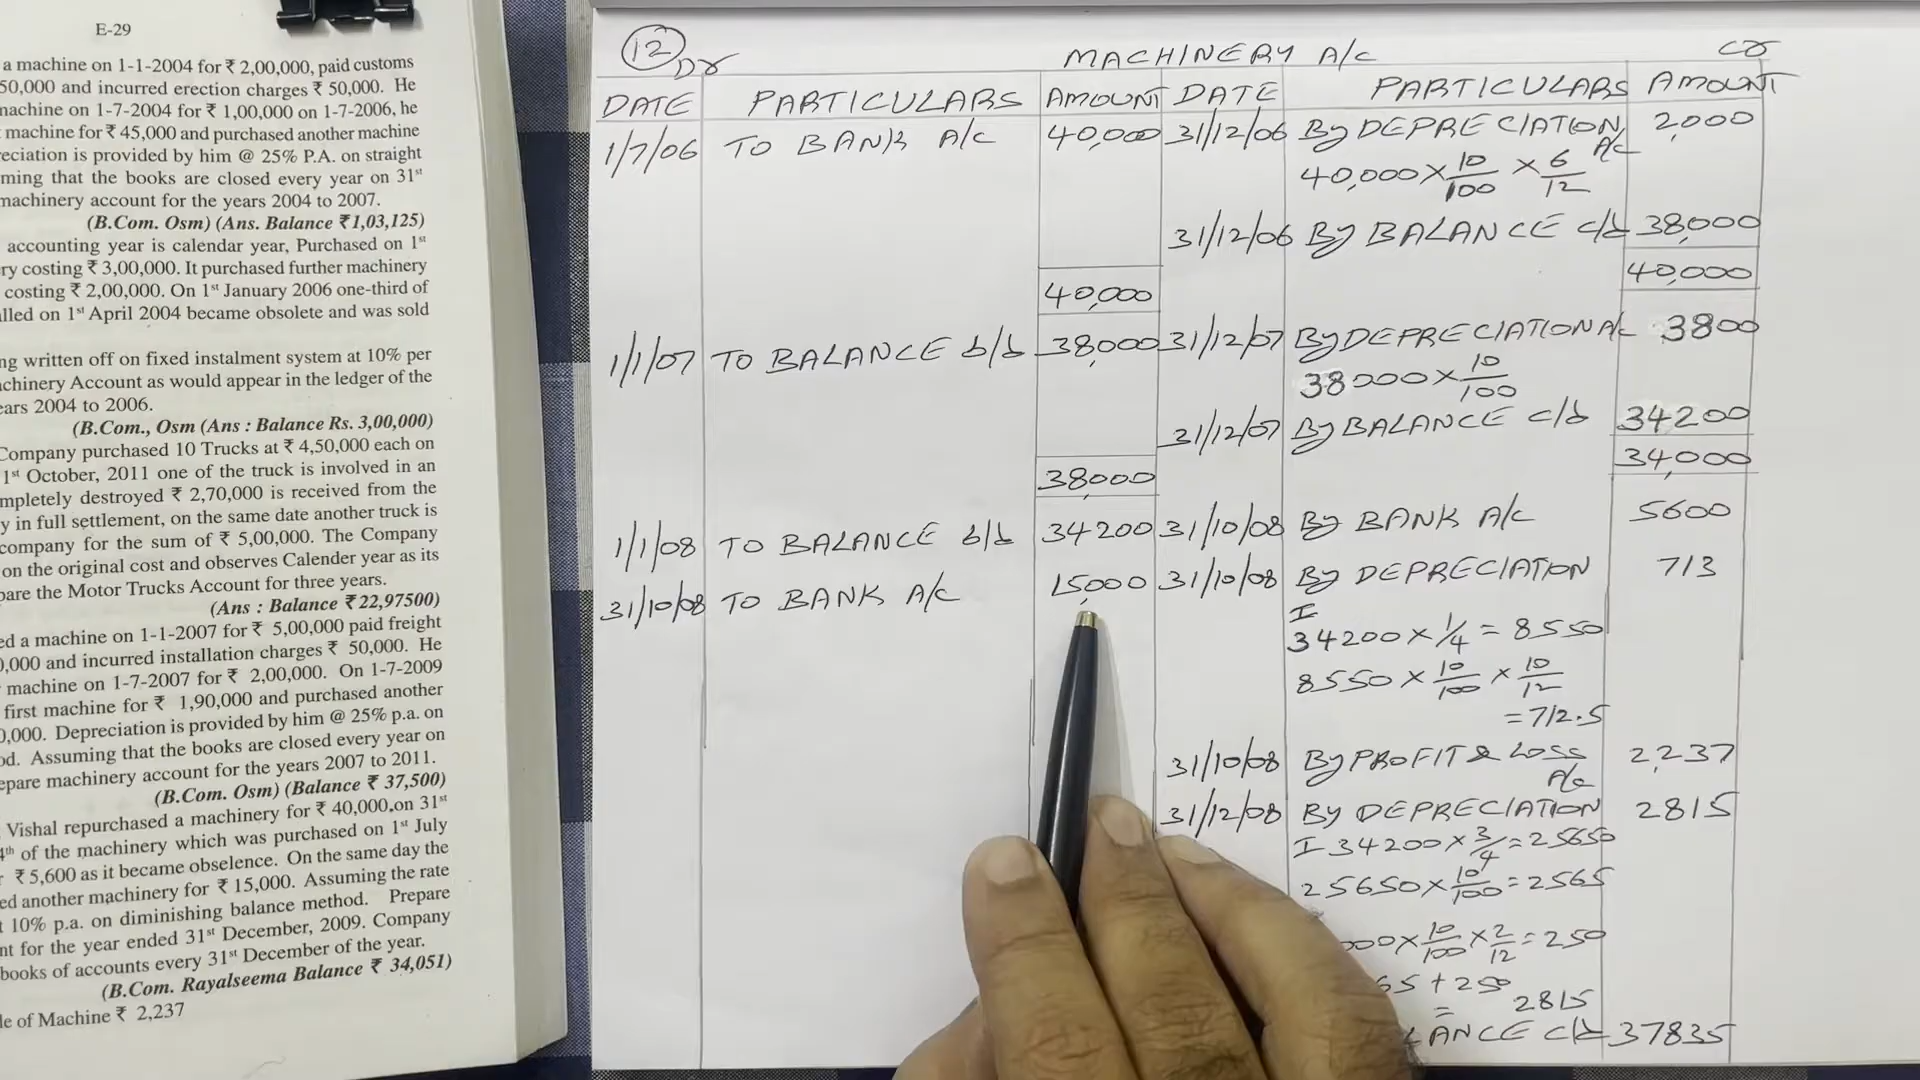 E-29
a machine on 1-1-2004 for ₹ 2,00,000, paid customs
50,000 and incurred erection charges ₹ 50,000. He
machine on 1-7-2004 for ₹ 1,00,000 on 1-7-2006, he
machine for ₹ 45,000 and purchased another machine
reciation is provided by him @ 25% P.A. on straight
ming that the books are closed every year on 31st
machinery account for the years 2004 to 2007.
(B.Com. Osm) (Ans. Balance ₹ 1,03,125)
accounting year is calendar year, Purchased on 1st
ry costing ₹ 3,00,000. It purchased further machinery
costing ₹ 2,00,000. On 1st January 2006 one-third of
alled on 1st April 2004 became obsolete and was sold
ng written off on fixed instalment system at 10% per
achinery Account as would appear in the ledger of the
ears 2004 to 2006.
(B.Com., Osm (Ans : Balance Rs. 3,00,000)
Company purchased 10 Trucks at ₹ 4,50,000 each on
1st October, 2011 one of the truck is involved in an
mpletely destroyed ₹ 2,70,000 is received from the
y in full settlement, on the same date another truck is
company for the sum of ₹ 5,00,000. The Company
on the original cost and observes Calender year as its
pare the Motor Trucks Account for three years.
(Ans : Balance ₹ 22,97500)
ed a machine on 1-1-2007 for ₹ 5,00,000 paid freight
0,000 and incurred installation charges ₹ 50,000. He
machine on 1-7-2007 for ₹ 2,00,000. On 1-7-2009
first machine for ₹ 1,90,000 and purchased another
0,000. Depreciation is provided by him @ 25% p.a. on
od. Assuming that the books are closed every year on
epare machinery account for the years 2007 to 2011.
(B.Com. Osm) (Balance ₹ 37,500)
Vishal repurchased a machinery for ₹ 40,000.on 31st
4th of the machinery which was purchased on 1st July
r ₹ 5,600 as it became obselence. On the same day the
ed another machinery for ₹ 15,000. Assuming the rate
t 10% p.a. on diminishing balance method. Prepare
nt for the year ended 31st December, 2009. Company
books of accounts every 31st December of the year.
(B.Com. Rayalseema Balance ₹ 34,051)
le of Machine ₹ 2,237
12 Dr MACHINERY A/c Cr
DATE PARTICULARS AMOUNT DATE PARTICULARS AMOUNT
1/7/06 TO BANK A/c 40,000 31/12/06 By DEPRECIATION A/c 2,000
40,000 × 10/100 × 6/12
31/12/06 By BALANCE c/d 38,000
40,000 40,000
1/1/07 TO BALANCE b/d 38,000 31/12/07 By DEPRECIATION A/c 3800
38000 × 10/100
31/12/07 By BALANCE c/d 34200
38,000 34,000
1/1/08 TO BALANCE b/d 34200 31/10/08 By BANK A/c 5600
31/10/08 TO BANK A/c 15,000 31/10/08 By DEPRECIATION 713
I
34200 × 1/4 = 8550
8550 × 10/100 × 10/12
= 712.5
31/10/08 By PROFIT & LOSS A/c 2,237
31/12/08 By DEPRECIATION 2815
I 34200 × 3/4 = 25650
25650 × 10/100 = 2565
000 × 10/100 × 2/12 = 250
65 + 250
= 2815
LANCE c/d 37835